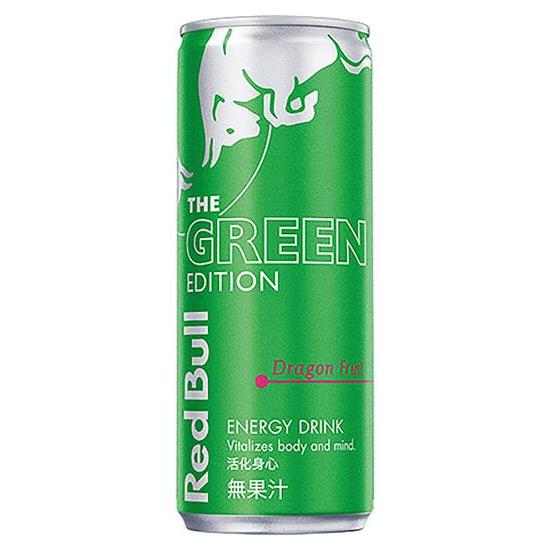 THE
GREEN
EDITION
Red Bull
Dragon Fruit
ENERGY DRINK
Vitalizes body and mind.
活化身心
無果汁